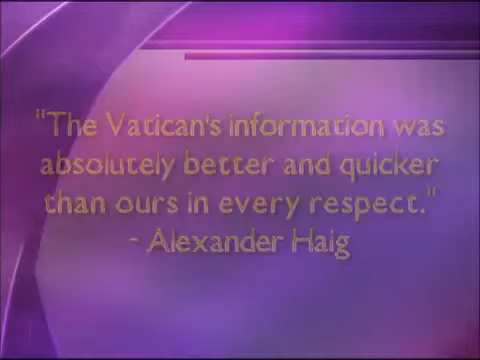 "The Vatican's information was
absolutely better and quicker
than ours in every respect."
- Alexander Haig